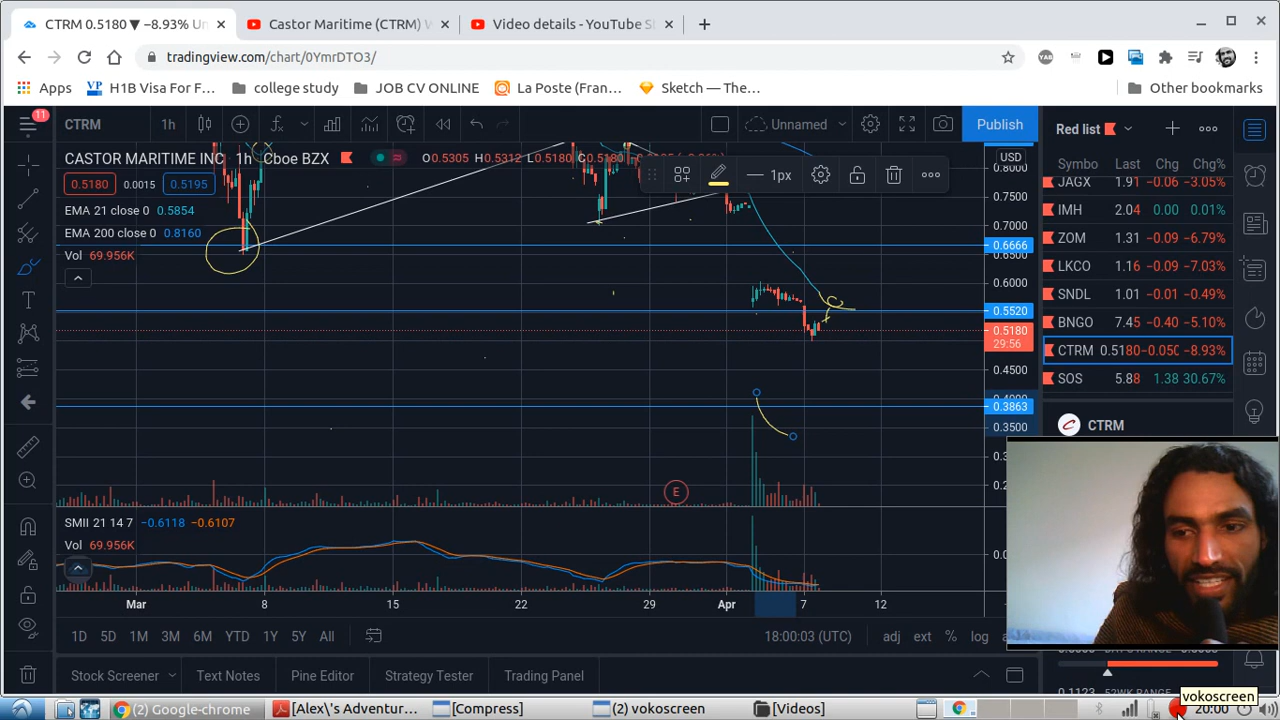 CTRM 0.5180 ▼ −8.93% Un
Castor Maritime (CTRM) W
Video details - YouTube S
tradingview.com/chart/0YmrDTO3/
Apps
H1B Visa For F...
college study
JOB CV ONLINE
La Poste (Fran...
Sketch — The...
Other bookmarks
11
CTRM
1h
Unnamed
Publish
Red list
CASTOR MARITIME INC
1h
Cboe BZX
O0.5305 H0.5312 L0.5180
USD
Symbo
Last
Chg
Chg%
0.5180
0.0015
0.5195
1px
EMA 21 close 0 0.5854
EMA 200 close 0 0.8160
Vol 69.956K
0.8000
0.7500
0.7000
0.6666
0.6500
0.6000
0.5520
0.5180
29:56
0.4500
0.4000
0.3863
0.3500
JAGX 1.91 −0.06 −3.05%
IMH 2.04 0.00 0.01%
ZOM 1.31 −0.09 −6.79%
LKCO 1.16 −0.09 −7.03%
SNDL 1.01 −0.01 −0.49%
BNGO 7.45 −0.40 −5.10%
CTRM 0.5180 −0.050 −8.93%
SOS 5.88 1.38 30.67%
CTRM
E
SMII 21 14 7 −0.6118 −0.6107
Vol 69.956K
Mar
8
15
22
29
Apr
7
12
1D
5D
1M
3M
6M
YTD
1Y
5Y
All
18:00:03 (UTC)
adj
ext
%
log
Stock Screener
Text Notes
Pine Editor
Strategy Tester
Trading Panel
0.1123
52WK RANGE
vokoscreen
(2) Google-chrome
[Alex\'s Adventur...
[Compress]
(2) vokoscreen
[Videos]
20:00